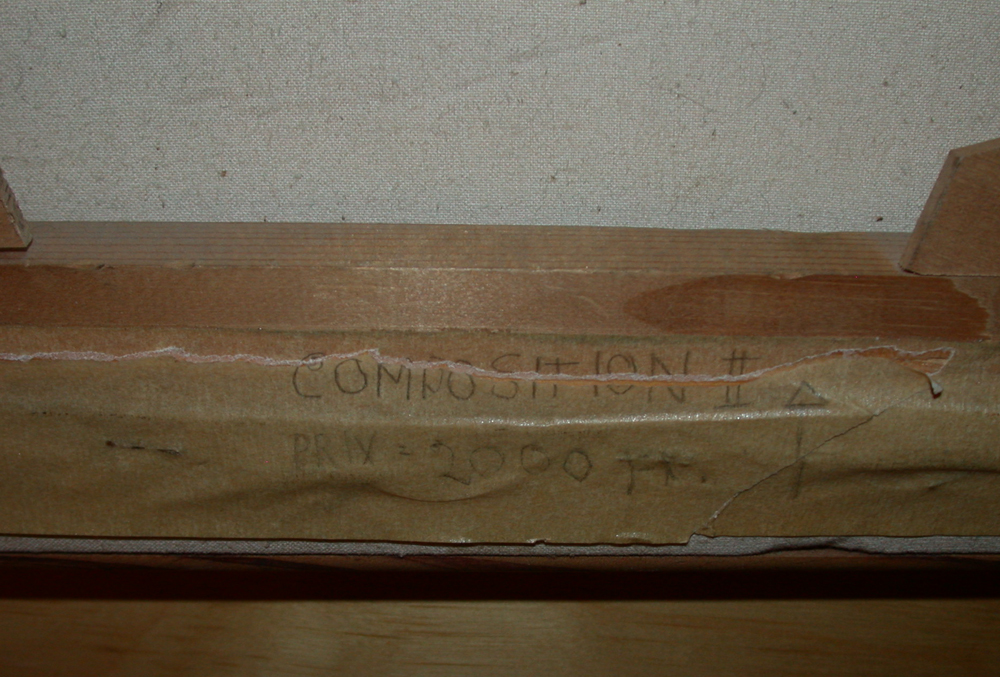 COMPOSITION II
PRIX = 2000 FR.